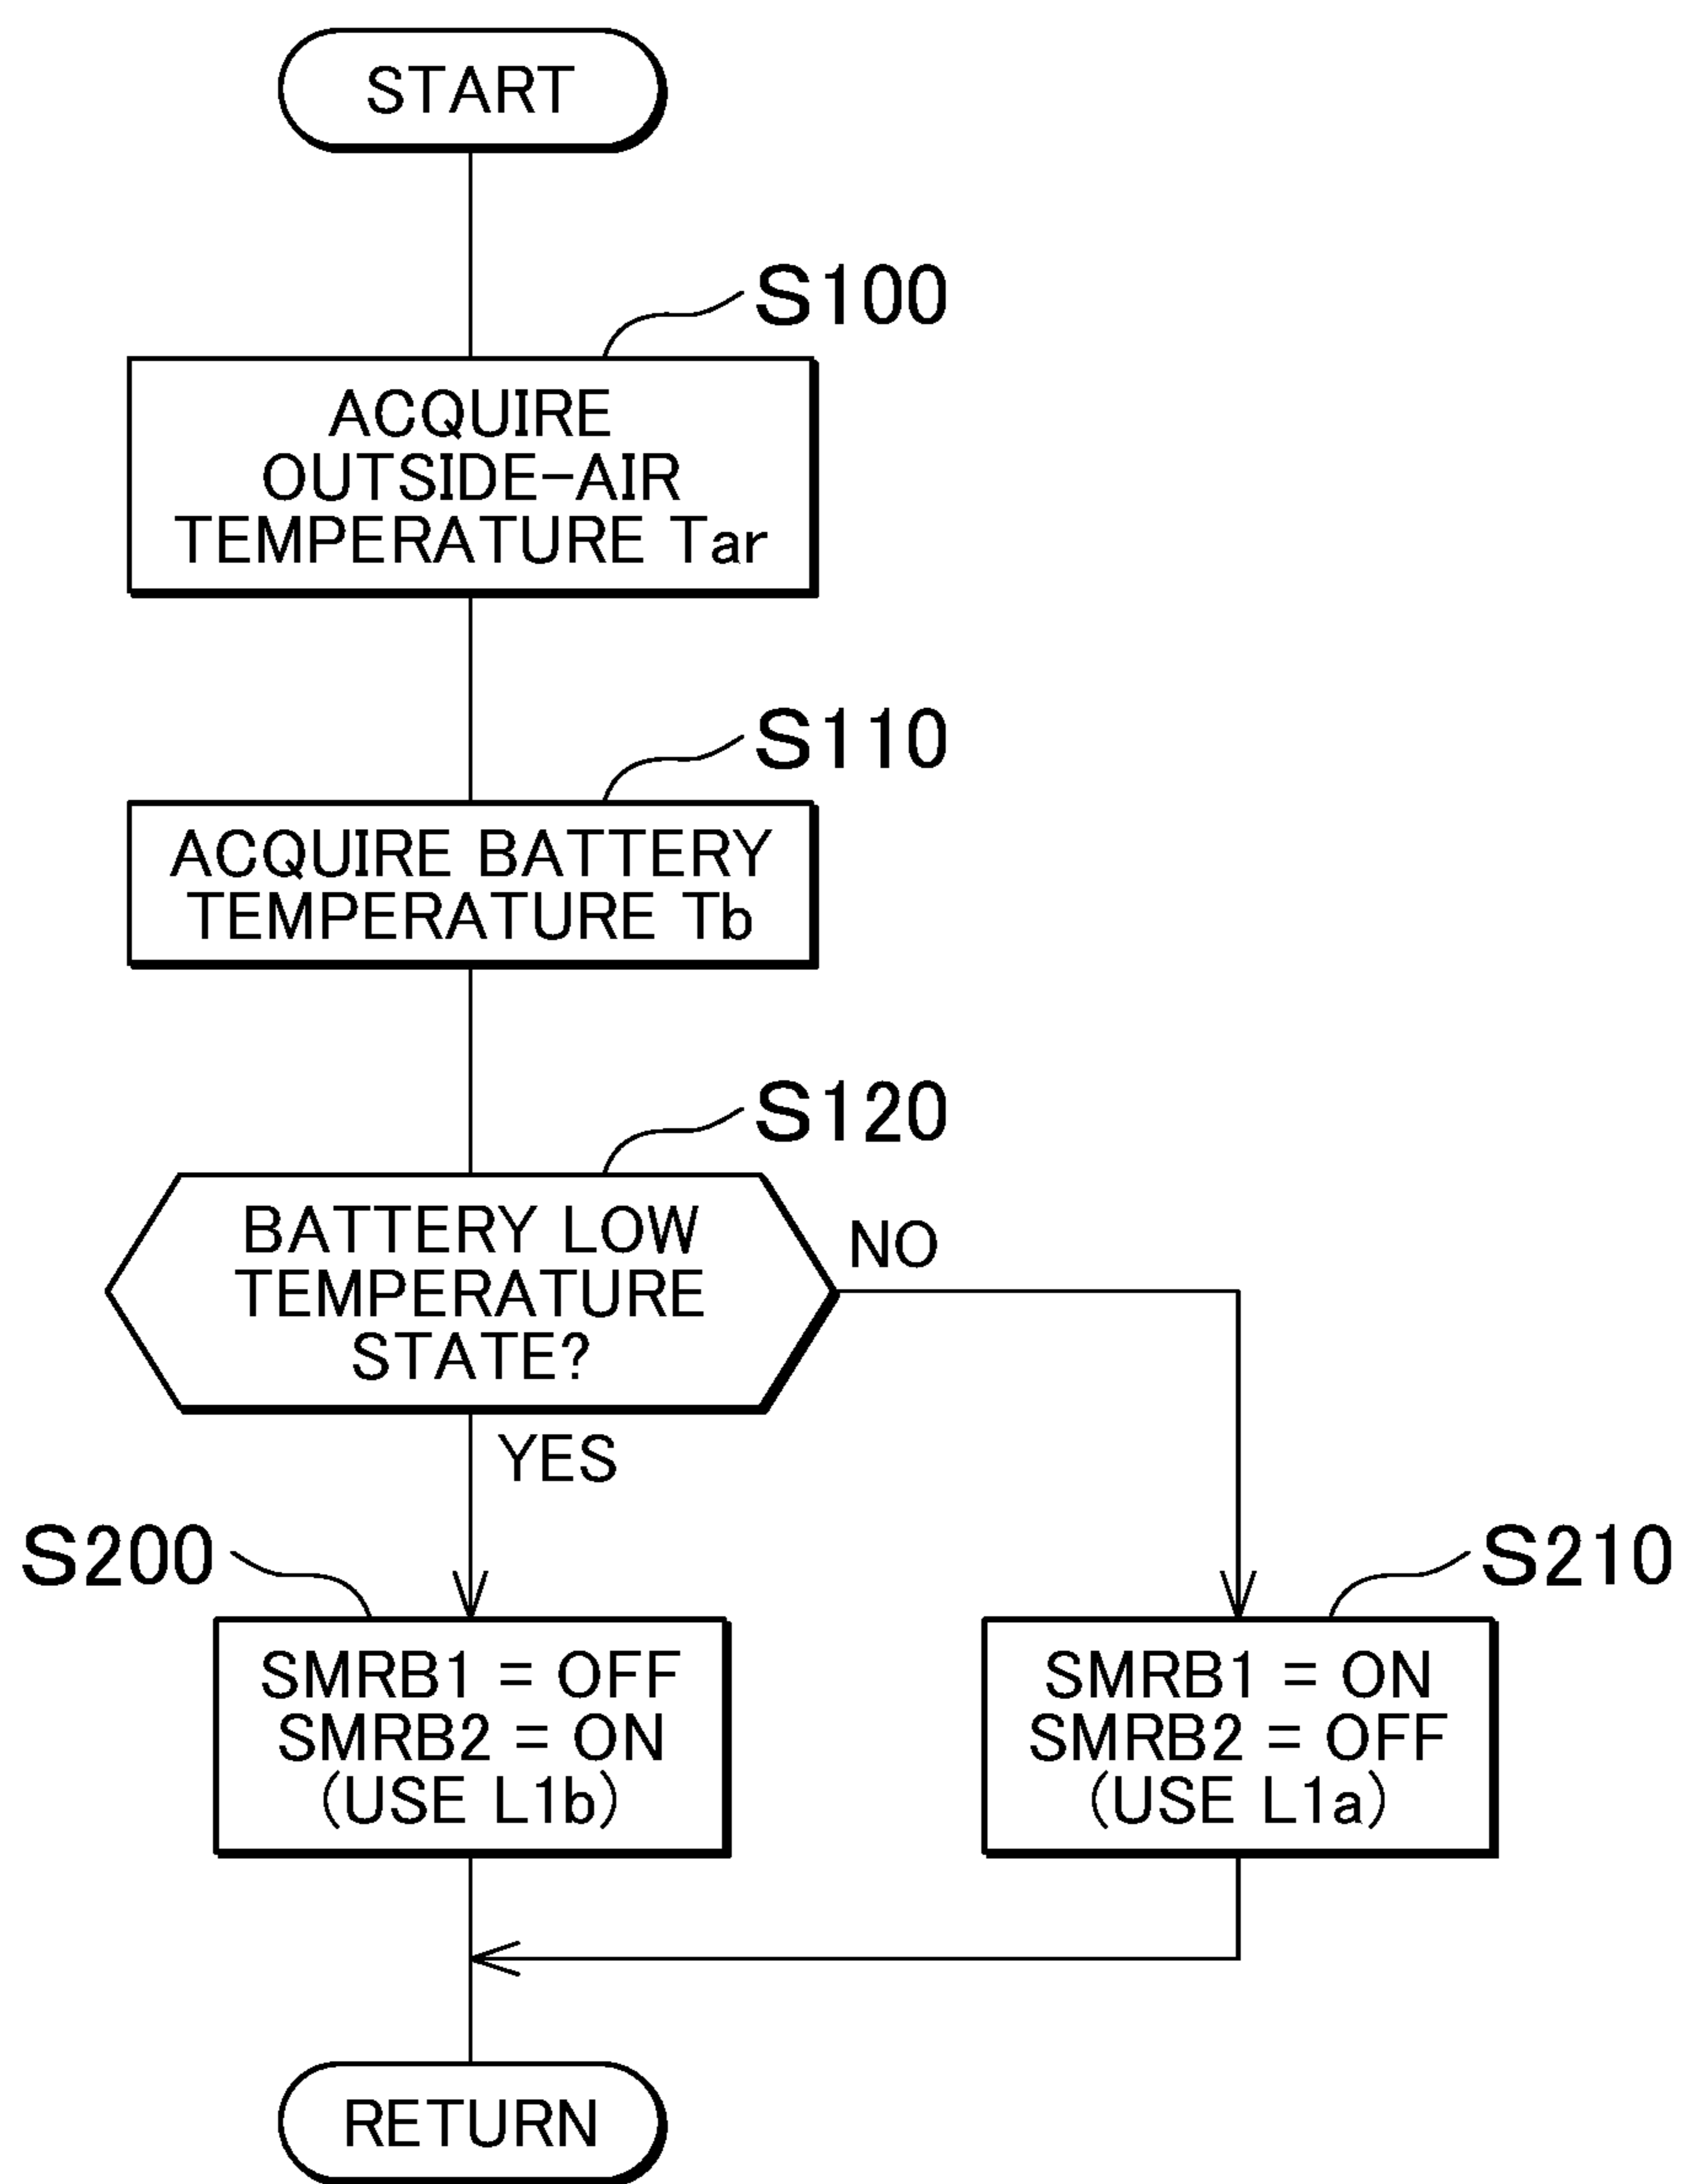 START
S100
ACQUIRE
OUTSIDE-AIR
TEMPERATURE Tar
S110
ACQUIRE BATTERY
TEMPERATURE Tb
S120
BATTERY LOW
TEMPERATURE
STATE?
NO
YES
S200
SMRB1 = OFF
SMRB2 = ON
(USE L1b)
S210
SMRB1 = ON
SMRB2 = OFF
(USE L1a)
RETURN